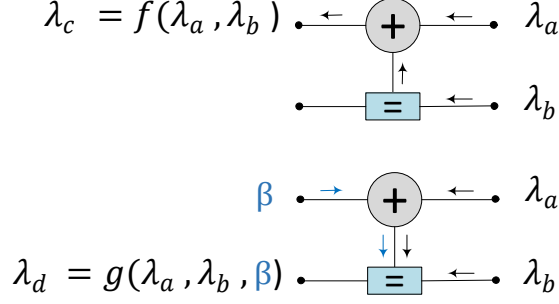 λc = f(λa , λb ) + λa
= λb
β + λa
λd = g(λa , λb , β) = λb